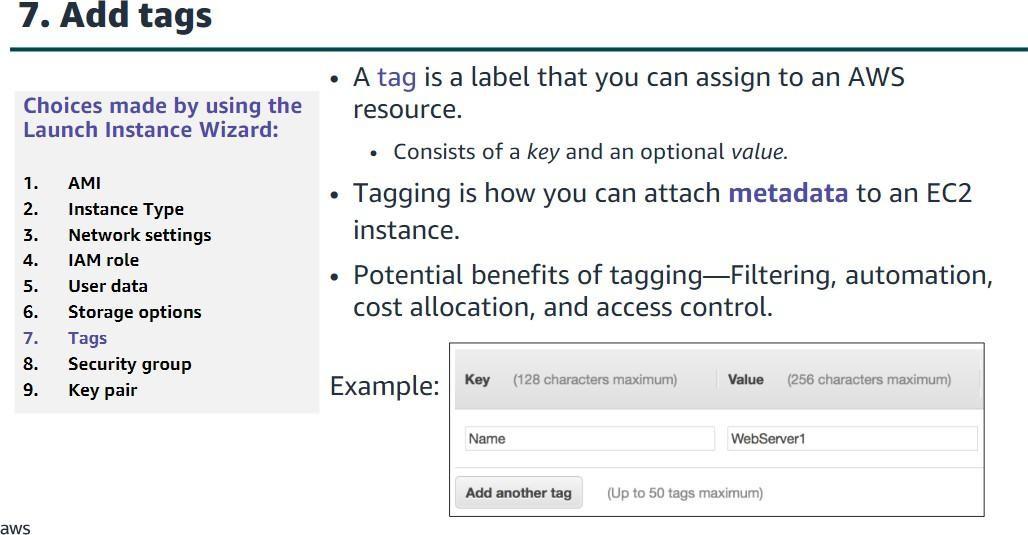 7. Add tags
Choices made by using the
Launch Instance Wizard:
1. AMI
2. Instance Type
3. Network settings
4. IAM role
5. User data
6. Storage options
7. Tags
8. Security group
9. Key pair
• A tag is a label that you can assign to an AWS
resource.
• Consists of a key and an optional value.
• Tagging is how you can attach metadata to an EC2
instance.
• Potential benefits of tagging—Filtering, automation,
cost allocation, and access control.
Example:
Key (128 characters maximum) Value (256 characters maximum)
Name WebServer1
Add another tag (Up to 50 tags maximum)
aws